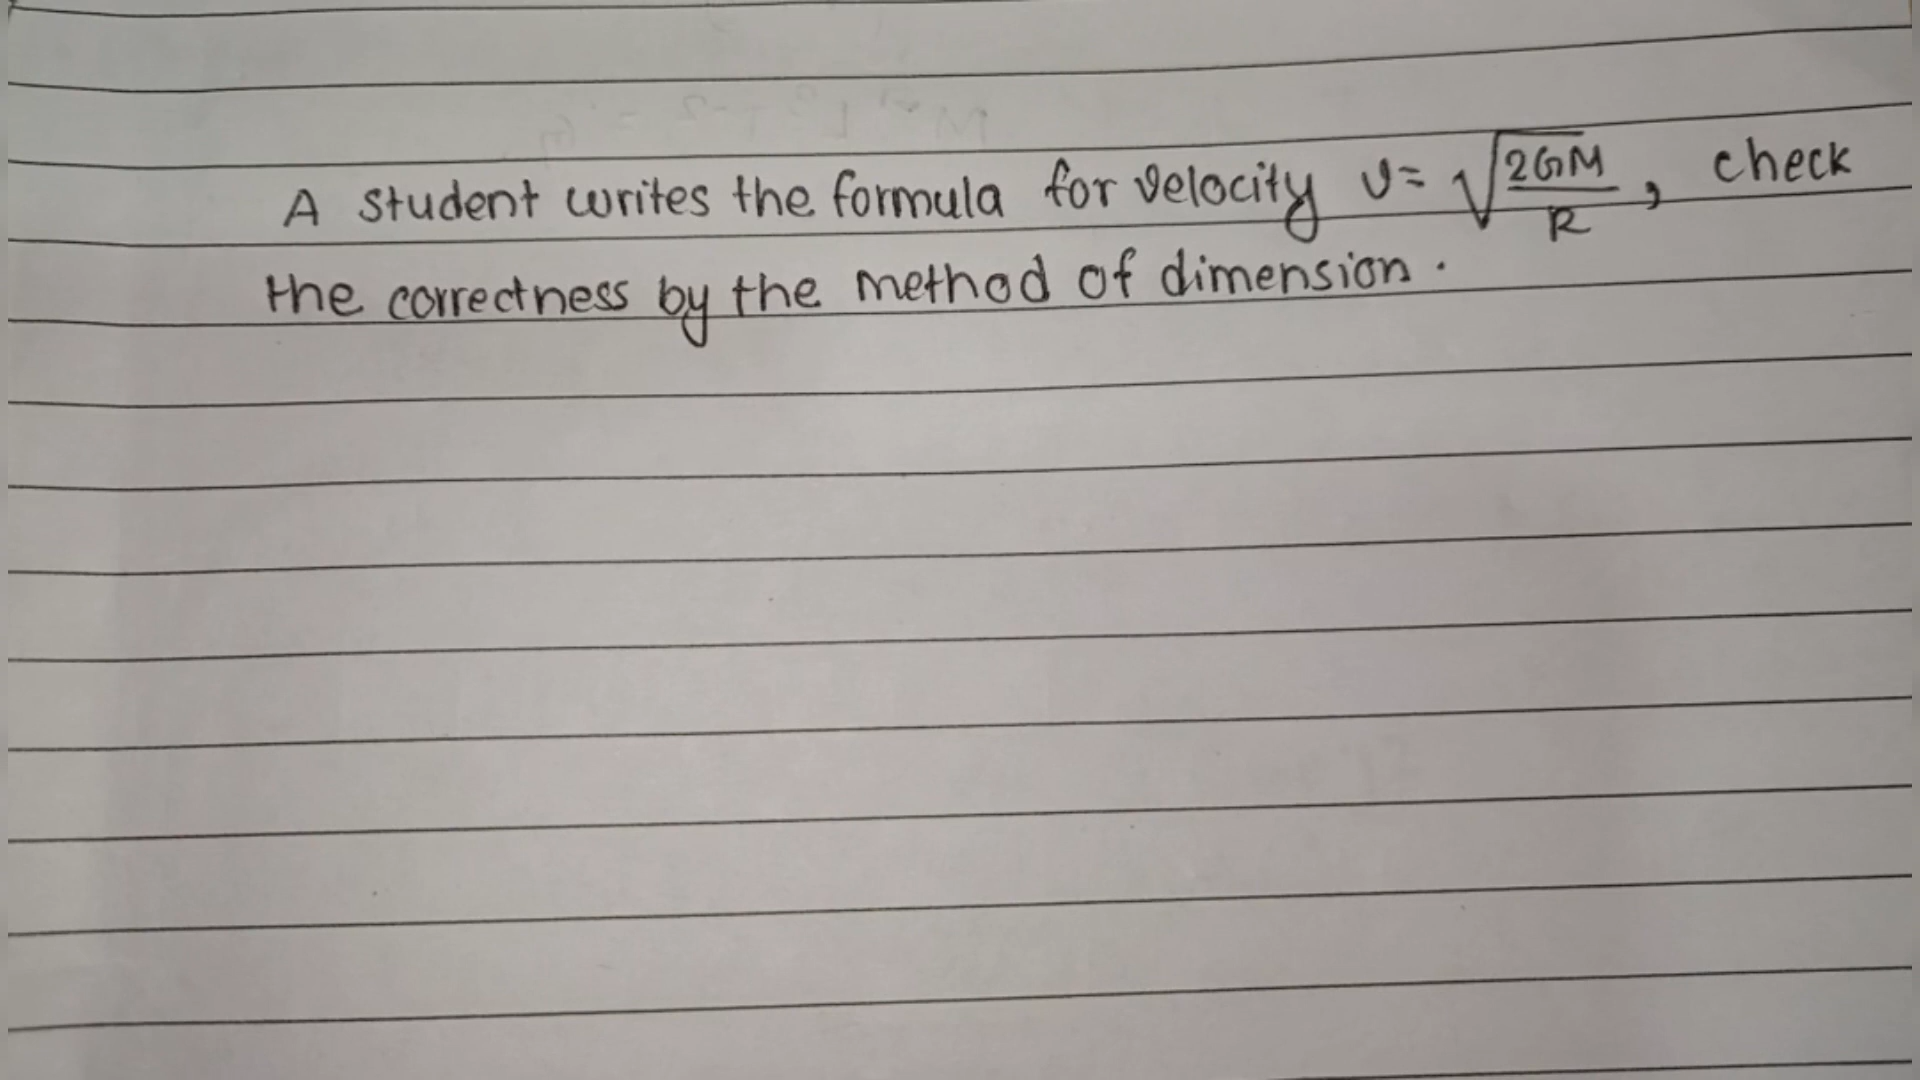 A student writes the formula for velocity v = √(2GM/R), check
the correctness by the method of dimension.